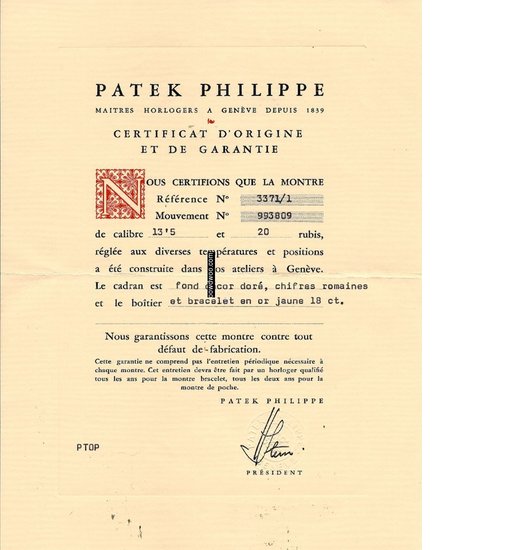 PATEK PHILIPPE
MAITRES HORLOGERS A GENÈVE DEPUIS 1839
CERTIFICAT D'ORIGINE
ET DE GARANTIE
NOUS CERTIFIONS QUE LA MONTRE
Référence Nº 3371/1
Mouvement Nº 993809
de calibre 13'5 et 20 rubis,
réglée aux diverses températures et positions
a été construite dans nos ateliers à Genève.
Le cadran est fond décor doré, chifres romaines
et le boîtier et bracelet en or jaune 18 ct.
Nous garantissons cette montre contre tout
défaut de fabrication.
Cette garantie ne comprend pas l'entretien périodique nécessaire à
chaque montre. Cet entretien devra être fait par un horloger qualifié
tous les ans pour la montre bracelet, tous les deux ans pour la
montre de poche.
PATEK PHILIPPE
Stern
PRÉSIDENT
PTOP